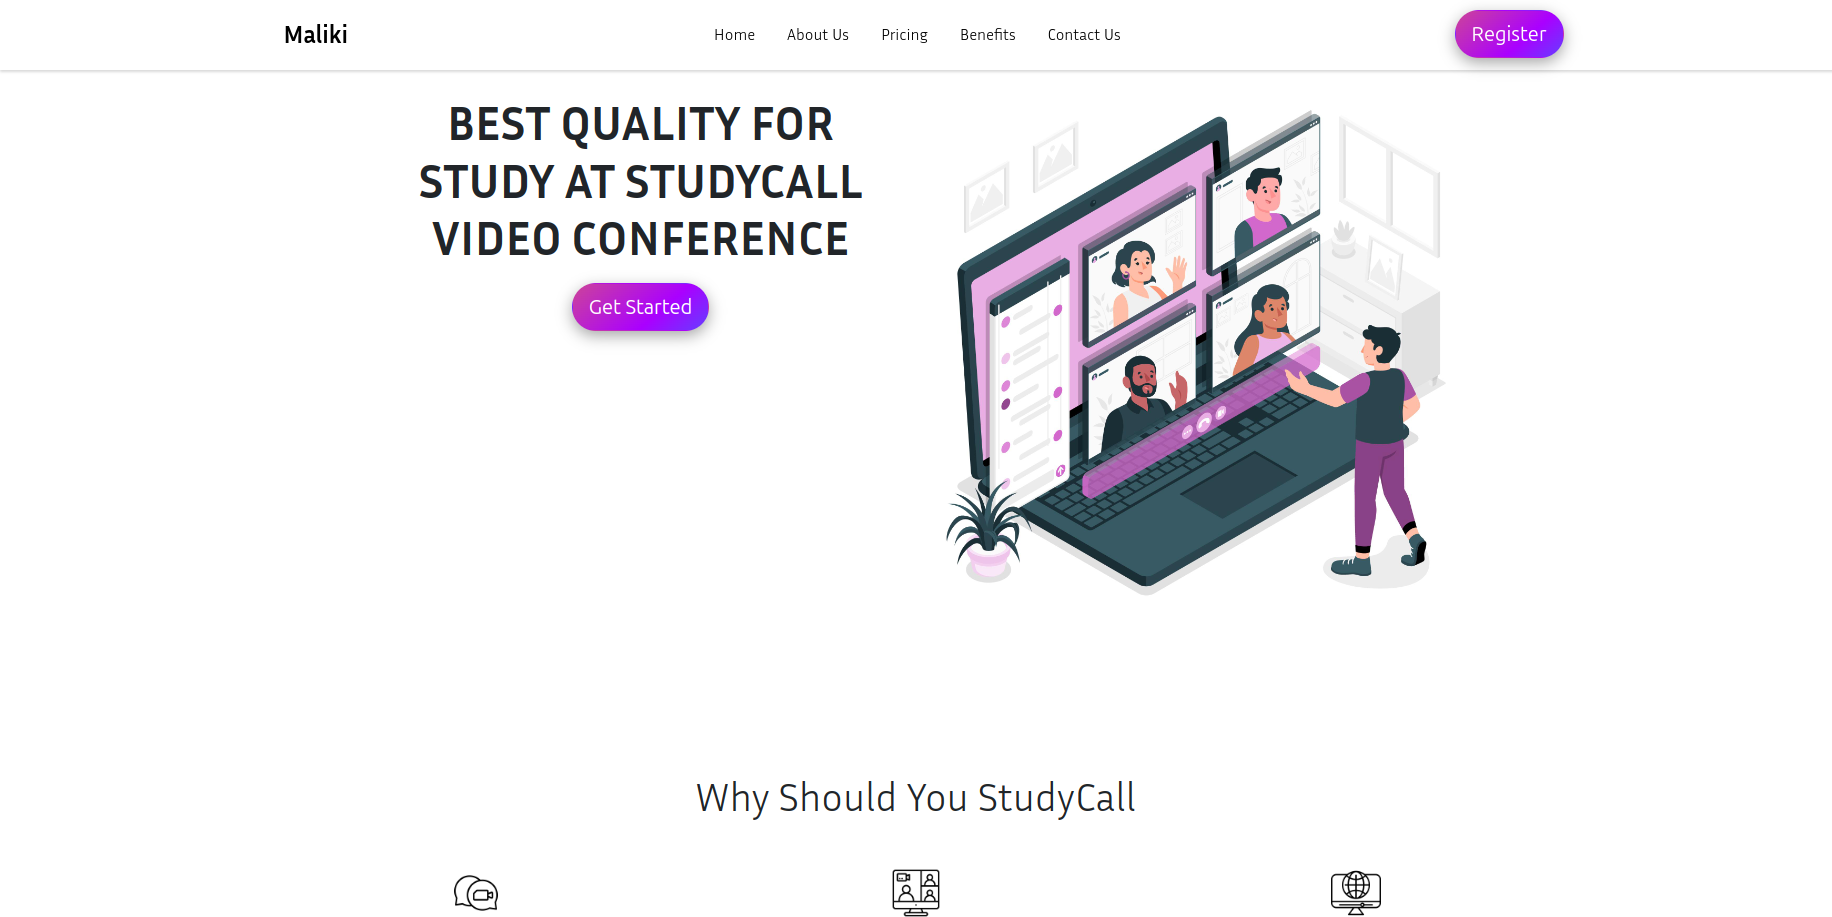 Maliki
Home
About Us
Pricing
Benefits
Contact Us
Register
BEST QUALITY FOR
STUDY AT STUDYCALL
VIDEO CONFERENCE
Get Started
Why Should You StudyCall